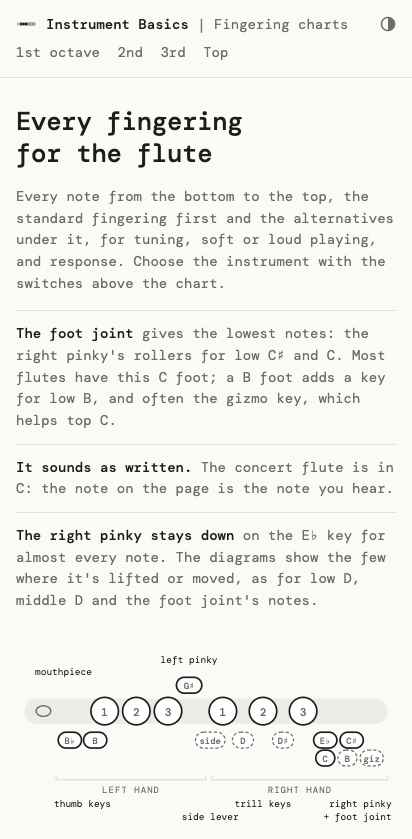 Instrument Basics | Fingering charts
1st octave 2nd 3rd Top
Every fingering
for the flute
Every note from the bottom to the top, the
standard fingering first and the alternatives
under it, for tuning, soft or loud playing,
and response. Choose the instrument with the
switches above the chart.
The foot joint gives the lowest notes: the
right pinky's rollers for low C♯ and C. Most
flutes have this C foot; a B foot adds a key
for low B, and often the gizmo key, which
helps top C.
It sounds as written. The concert flute is in
C: the note on the page is the note you hear.
The right pinky stays down on the E♭ key for
almost every note. The diagrams show the few
where it's lifted or moved, as for low D,
middle D and the foot joint's notes.
left pinky
mouthpiece
G♯
1 2 3 1 2 3
B♭ B side D D♯ E♭ C♯
C B giz
LEFT HAND RIGHT HAND
thumb keys trill keys right pinky
side lever + foot joint